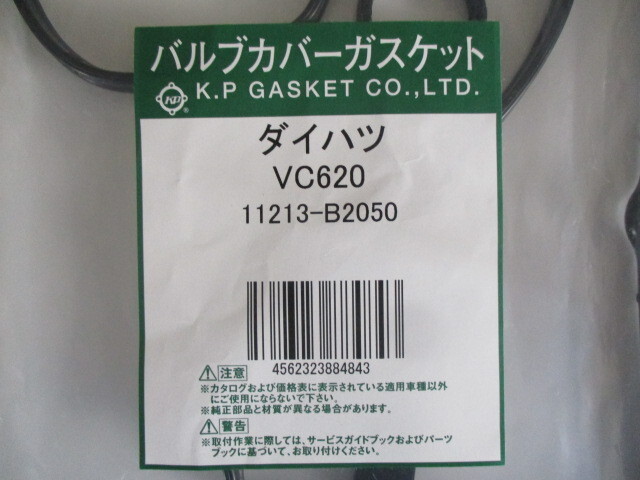 バルブカバーガスケット
KP ® K.P GASKET CO.,LTD.
ダイハツ
VC620
11213-B2050
4562323884843
⚠注意
※カタログおよび価格表に表示されている適用車種以外
にご使用にならないで下さい。
※純正部品と材質が異なる場合があります。
⚠警告
※取付作業に際しては、サービスガイドブックおよびパーツ
ブックに基づいて、お取り付けください。